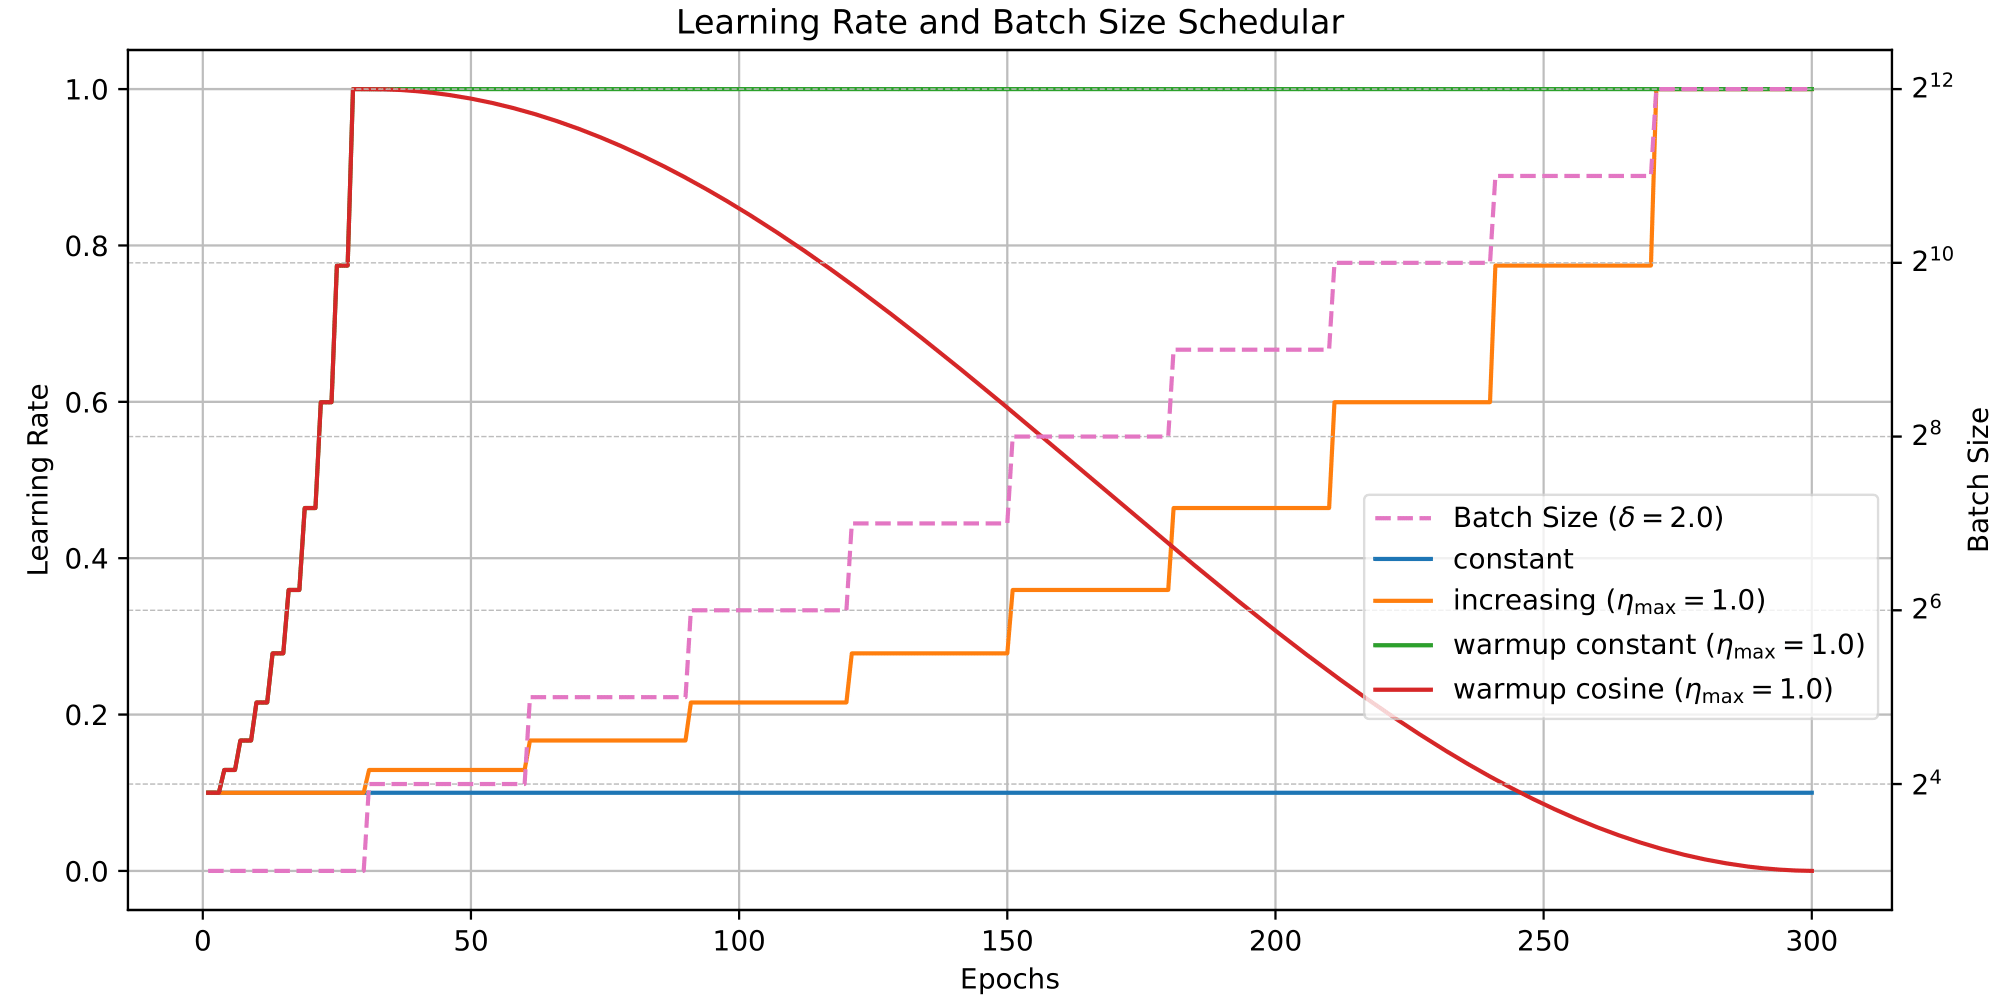 Learning Rate and Batch Size Schedular
1.0
0.8
0.6
0.4
0.2
0.0
Learning Rate
2^12
2^10
2^8
2^6
2^4
Batch Size
Batch Size (δ = 2.0)
constant
increasing (η_max = 1.0)
warmup constant (η_max = 1.0)
warmup cosine (η_max = 1.0)
0 50 100 150 200 250 300
Epochs